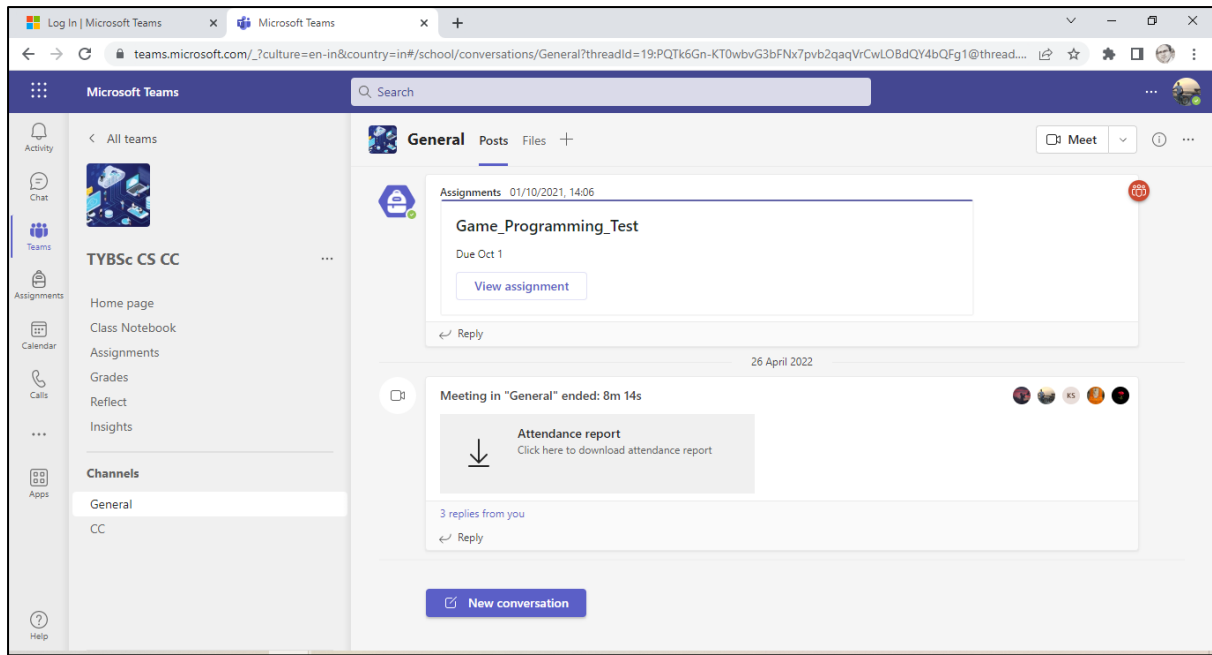 Log In | Microsoft Teams
Microsoft Teams
teams.microsoft.com/_?culture=en-in&country=in#/school/conversations/General?threadId=19:PQTk6Gn-KT0wbvG3bFNx7pvb2qaqVrCwLOBdQY4bQFg1@thread....
Microsoft Teams
Search
Activity
Chat
Teams
Assignments
Calendar
Calls
Apps
Help
All teams
TYBSc CS CC
Home page
Class Notebook
Assignments
Grades
Reflect
Insights
Channels
General
CC
General Posts Files
Meet
Assignments 01/10/2021, 14:06
Game_Programming_Test
Due Oct 1
View assignment
Reply
26 April 2022
Meeting in "General" ended: 8m 14s
KS
Attendance report
Click here to download attendance report
3 replies from you
Reply
New conversation